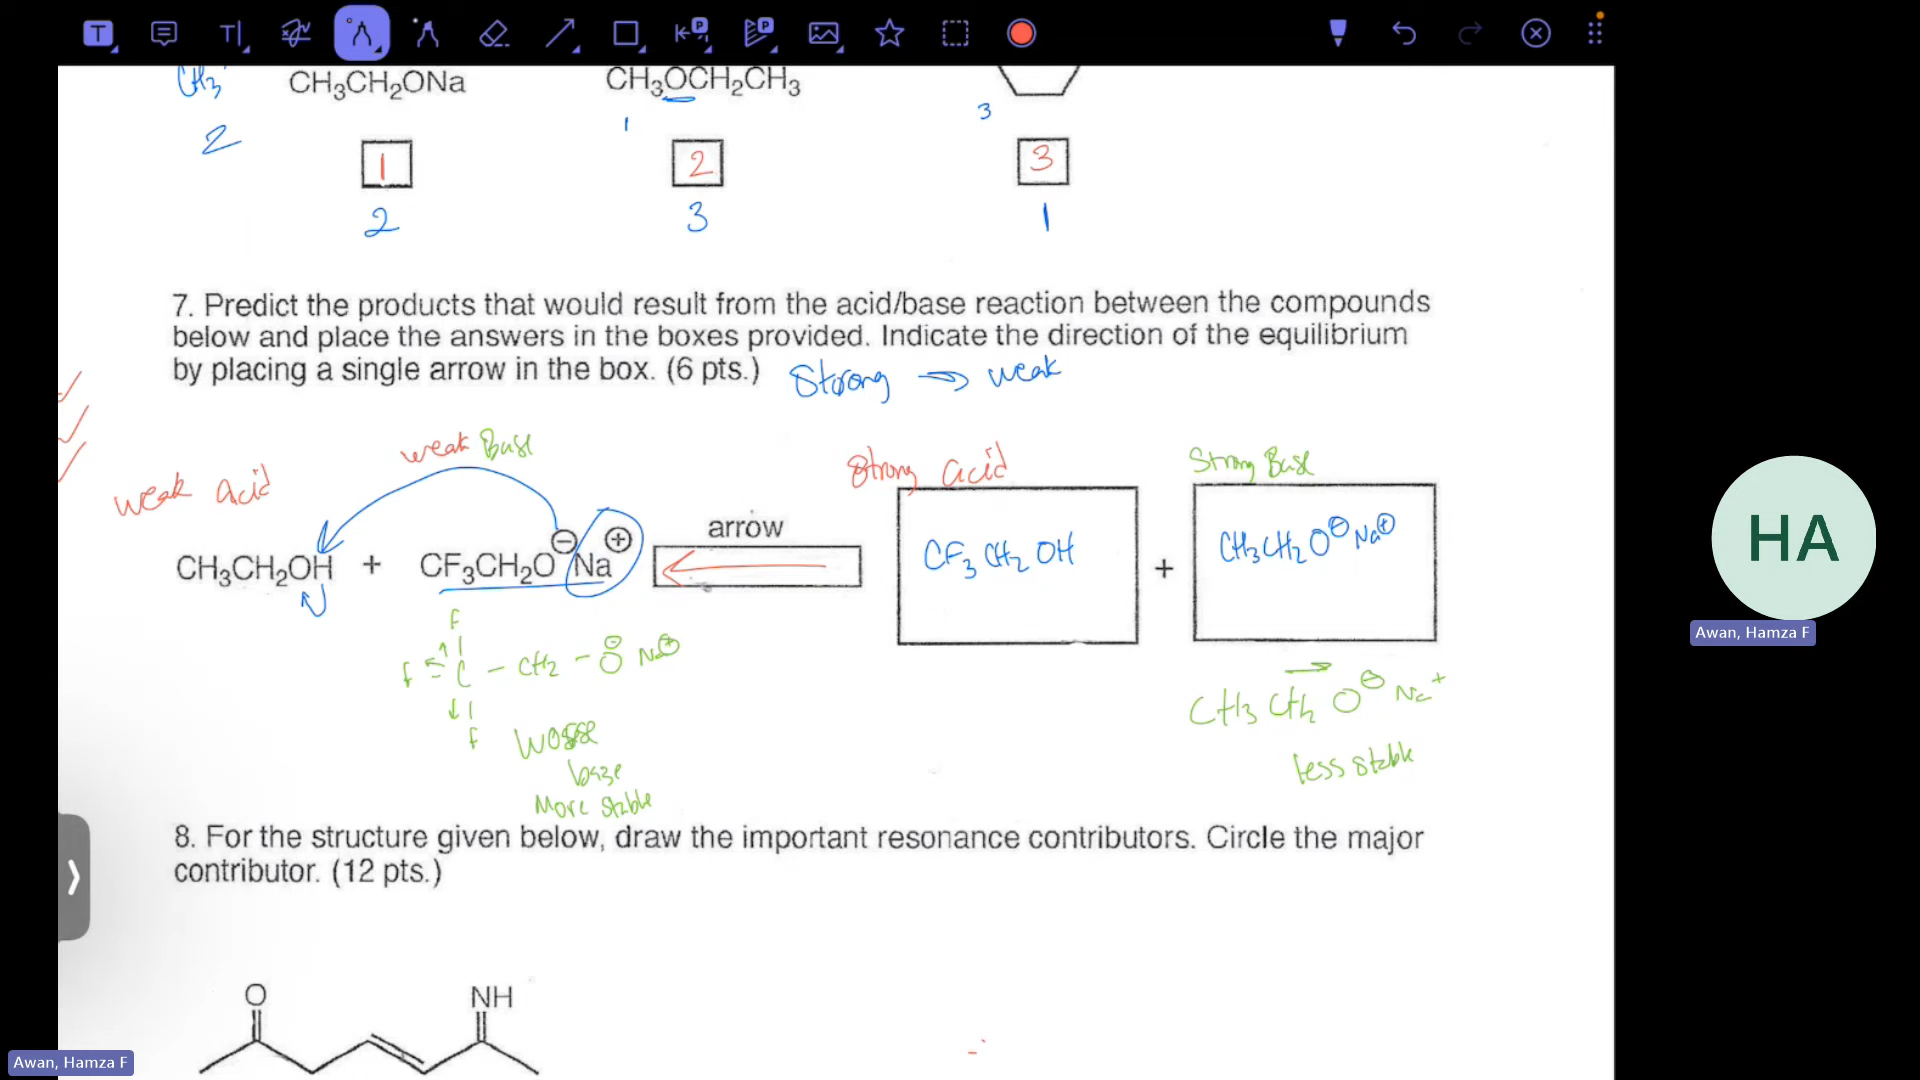 CH₃
CH₃CH₂ONa
CH₃OCH₂CH₃
2
1
3
1
2
3
2
3
1
7. Predict the products that would result from the acid/base reaction between the compounds
below and place the answers in the boxes provided. Indicate the direction of the equilibrium
by placing a single arrow in the box. (6 pts.)
Strong → weak
weak acid
weak Base
Strong acid
Strong Base
CH₃CH₂OH + CF₃CH₂O⊖ Na⊕
arrow
CF₃CH₂OH
+
CH₃CH₂O⊖ Na⊕
F
F - C - CH₂ - O⊖ Na⊕
F
CH₃CH₂O⊖ Na⁺
base
More stable
less stable
8. For the structure given below, draw the important resonance contributors. Circle the major
contributor. (12 pts.)
O
NH
HA
Awan, Hamza F
Awan, Hamza F